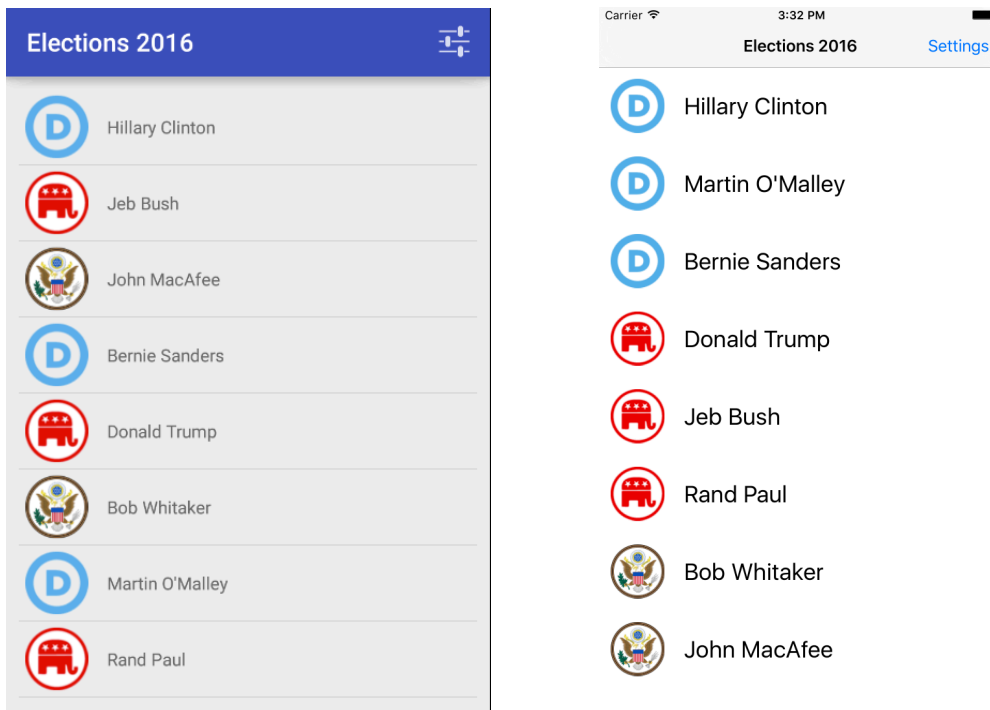 Elections 2016
D Hillary Clinton
Jeb Bush
John MacAfee
D Bernie Sanders
Donald Trump
Bob Whitaker
D Martin O'Malley
Rand Paul
Carrier 3:32 PM
Elections 2016 Settings
D Hillary Clinton
D Martin O'Malley
D Bernie Sanders
Donald Trump
Jeb Bush
Rand Paul
Bob Whitaker
John MacAfee